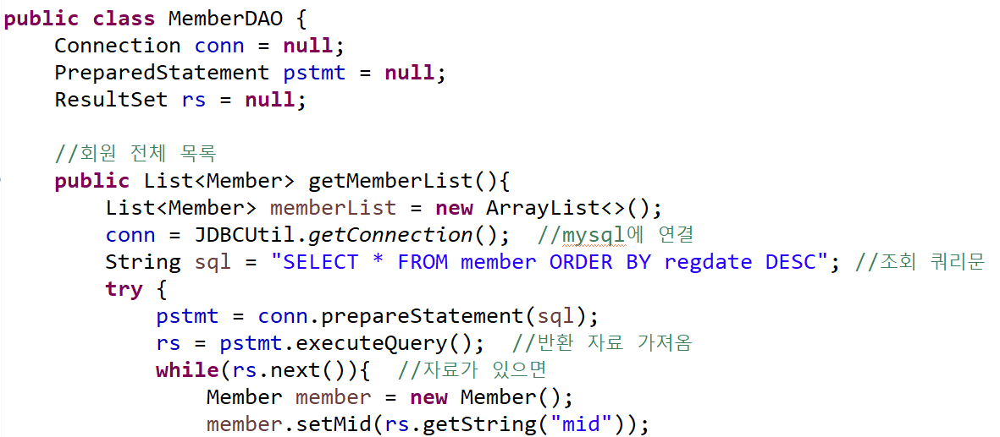 public class MemberDAO {
Connection conn = null;
PreparedStatement pstmt = null;
ResultSet rs = null;
//회원 전체 목록
public List<Member> getMemberList(){
List<Member> memberList = new ArrayList<>();
conn = JDBCUtil.getConnection();  //mysql에 연결
String sql = "SELECT * FROM member ORDER BY regdate DESC"; //조회 쿼리문
try {
pstmt = conn.prepareStatement(sql);
rs = pstmt.executeQuery();  //반환 자료 가져옴
while(rs.next()){  //자료가 있으면
Member member = new Member();
member.setMid(rs.getString("mid"));